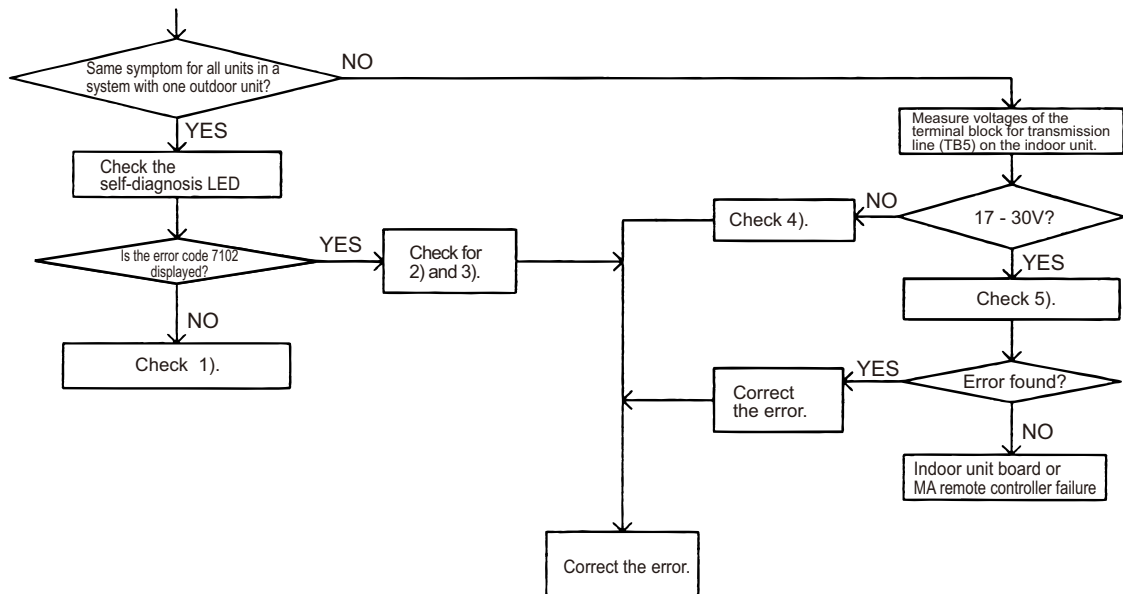 Same symptom for all units in a
system with one outdoor unit?
NO
YES
Measure voltages of the
terminal block for transmission
line (TB5) on the indoor unit.
Check the
self-diagnosis LED
NO
Check 4).
17 - 30V?
YES
Is the error code 7102
displayed?
YES
Check for
2) and 3).
Check 5).
NO
Check 1).
YES
Error found?
Correct
the error.
NO
Indoor unit board or
MA remote controller failure
Correct the error.